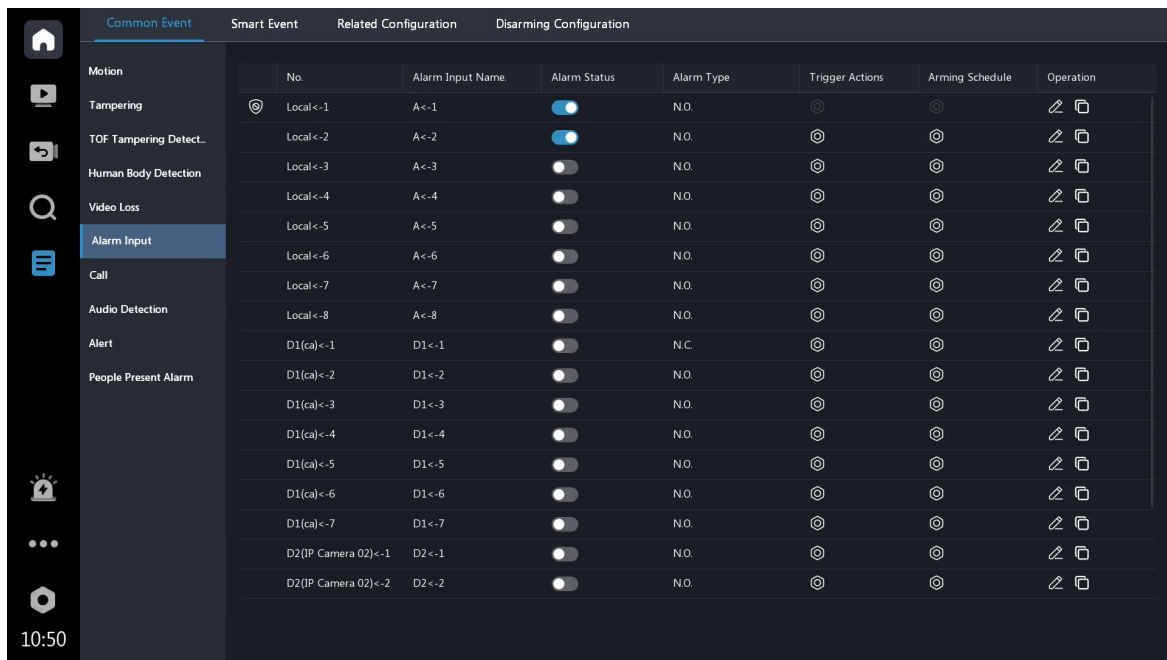 Common Event Smart Event Related Configuration Disarming Configuration
Motion
Tampering
TOF Tampering Detect...
Human Body Detection
Video Loss
Alarm Input
Call
Audio Detection
Alert
People Present Alarm
10:50
No. Alarm Input Name. Alarm Status Alarm Type Trigger Actions Arming Schedule Operation
Local<-1 A<-1 N.O.
Local<-2 A<-2 N.O.
Local<-3 A<-3 N.O.
Local<-4 A<-4 N.O.
Local<-5 A<-5 N.O.
Local<-6 A<-6 N.O.
Local<-7 A<-7 N.O.
Local<-8 A<-8 N.O.
D1(ca)<-1 D1<-1 N.C.
D1(ca)<-2 D1<-2 N.O.
D1(ca)<-3 D1<-3 N.O.
D1(ca)<-4 D1<-4 N.O.
D1(ca)<-5 D1<-5 N.O.
D1(ca)<-6 D1<-6 N.O.
D1(ca)<-7 D1<-7 N.O.
D2(IP Camera 02)<-1 D2<-1 N.O.
D2(IP Camera 02)<-2 D2<-2 N.O.